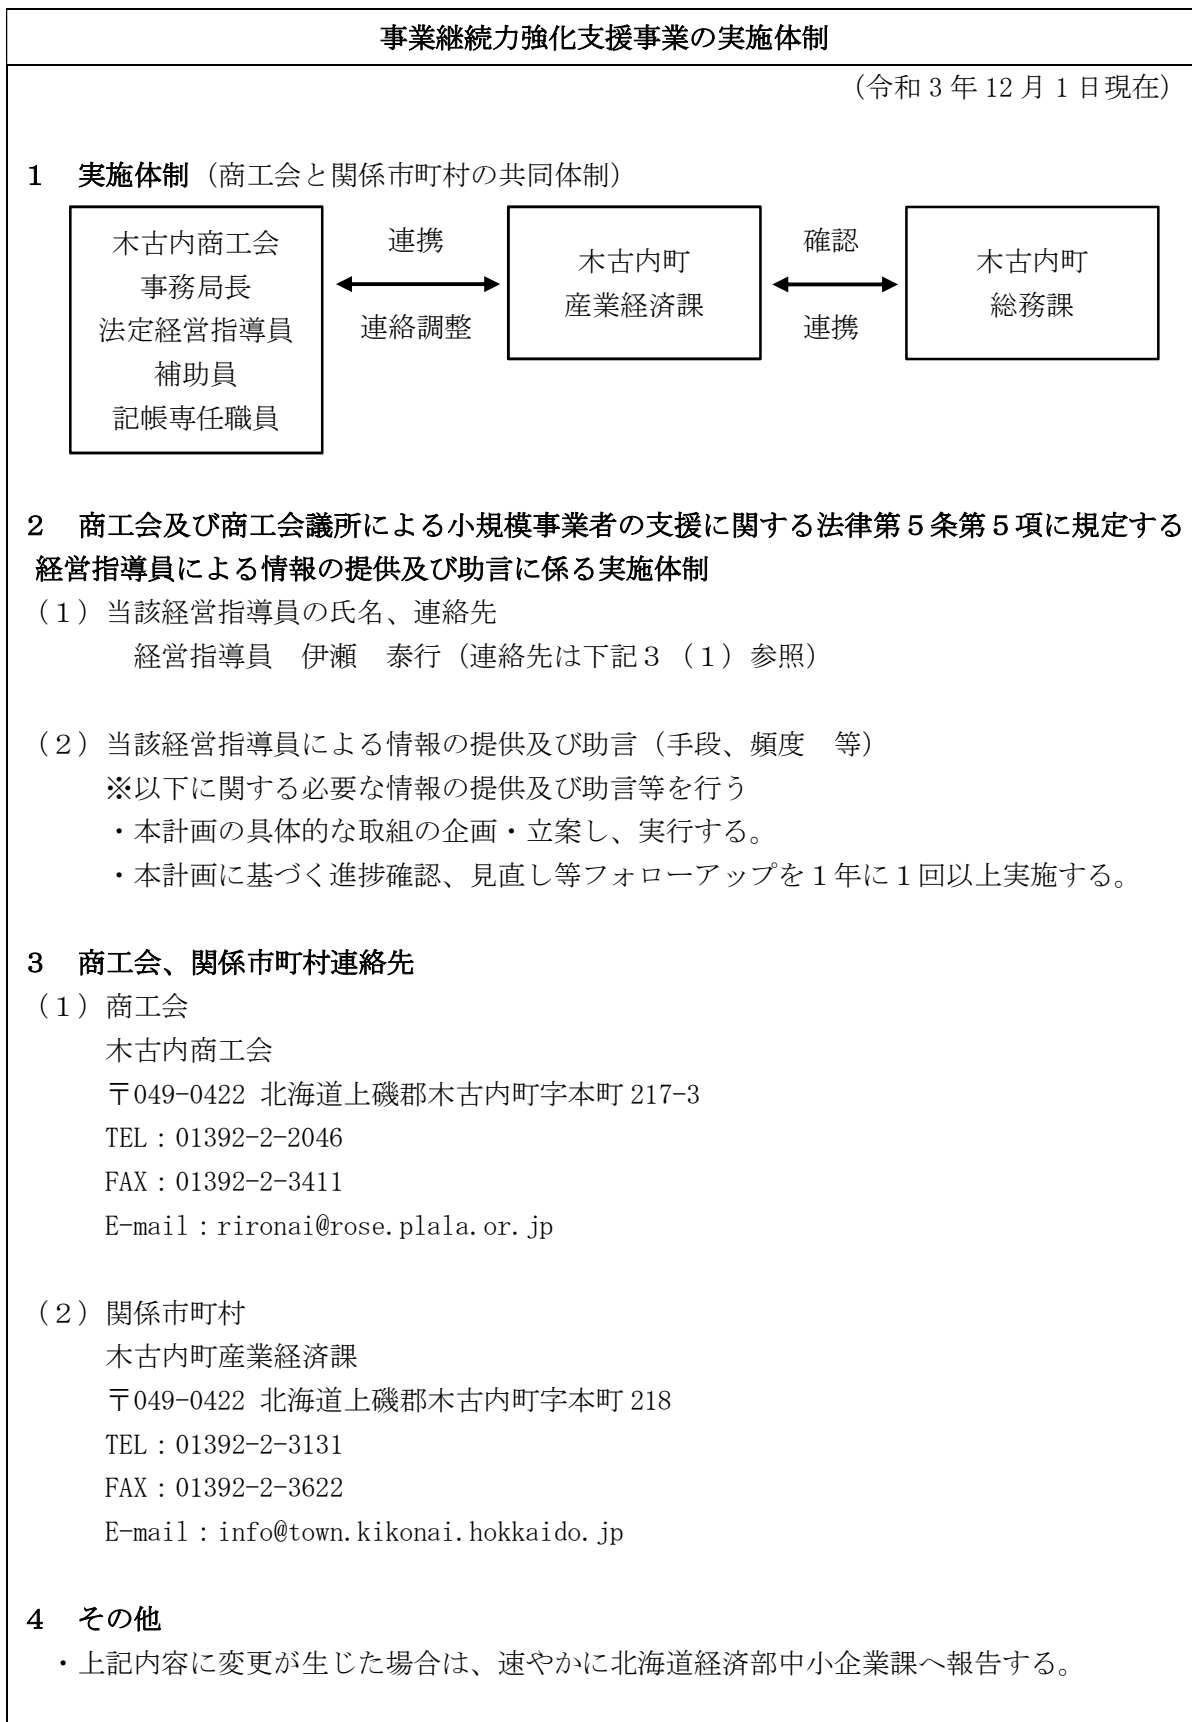 事業継続力強化支援事業の実施体制
（令和 3 年 12 月 1 日現在）
１　実施体制（商工会と関係市町村の共同体制）
木古内商工会
事務局長
法定経営指導員
補助員
記帳専任職員
連携
連絡調整
木古内町
産業経済課
確認
連携
木古内町
総務課
２　商工会及び商工会議所による小規模事業者の支援に関する法律第５条第５項に規定する
経営指導員による情報の提供及び助言に係る実施体制
（１）当該経営指導員の氏名、連絡先
経営指導員　伊瀬　泰行（連絡先は下記３（１）参照）
（２）当該経営指導員による情報の提供及び助言（手段、頻度　等）
※以下に関する必要な情報の提供及び助言等を行う
・本計画の具体的な取組の企画・立案し、実行する。
・本計画に基づく進捗確認、見直し等フォローアップを１年に１回以上実施する。
３　商工会、関係市町村連絡先
（１）商工会
木古内商工会
〒049-0422 北海道上磯郡木古内町字本町 217-3
TEL：01392-2-2046
FAX：01392-2-3411
E-mail：rironai@rose.plala.or.jp
（２）関係市町村
木古内町産業経済課
〒049-0422 北海道上磯郡木古内町字本町 218
TEL：01392-2-3131
FAX：01392-2-3622
E-mail：info@town.kikonai.hokkaido.jp
４　その他
・上記内容に変更が生じた場合は、速やかに北海道経済部中小企業課へ報告する。